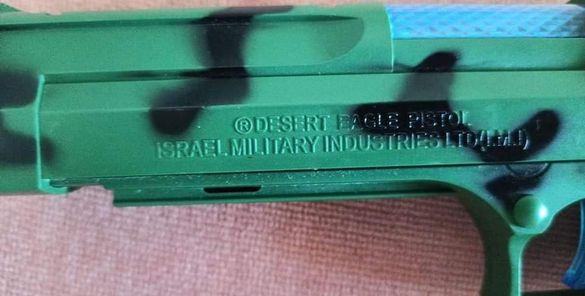 ®DESERT EAGLE PISTOL
ISRAEL MILITARY INDUSTRIES LTD(I.M.I)